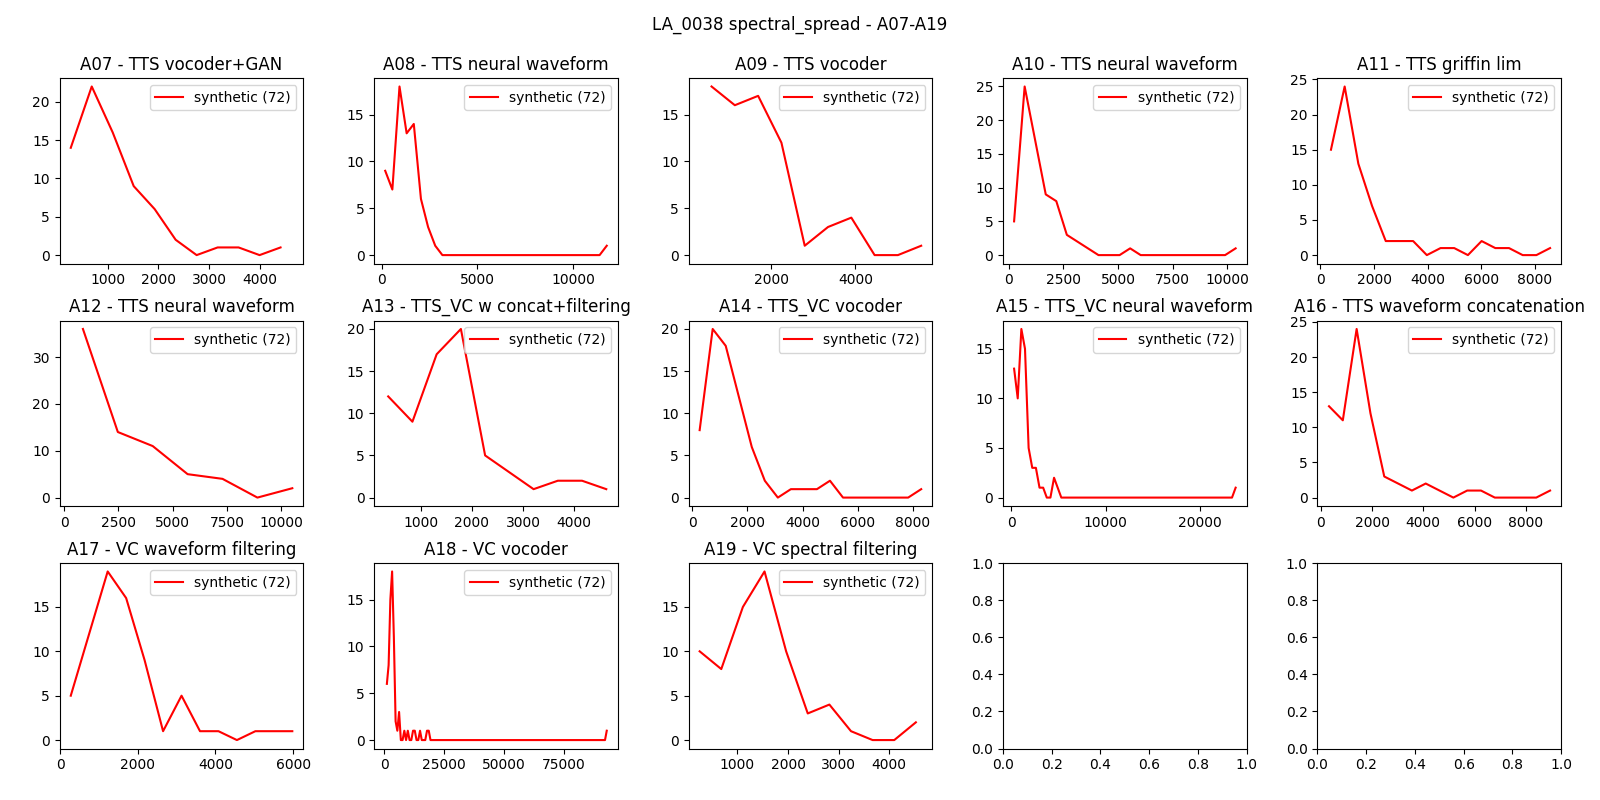 LA_0038 spectral_spread - A07-A19
A07 - TTS vocoder+GAN
synthetic (72)
20
15
10
5
0
1000 2000 3000 4000
A08 - TTS neural waveform
synthetic (72)
15
10
5
0
0 5000 10000
A09 - TTS vocoder
synthetic (72)
15
10
5
0
2000 4000
A10 - TTS neural waveform
synthetic (72)
25
20
15
10
5
0
0 2500 5000 7500 10000
A11 - TTS griffin lim
synthetic (72)
25
20
15
10
5
0
0 2000 4000 6000 8000
A12 - TTS neural waveform
synthetic (72)
30
20
10
0
0 2500 5000 7500 10000
A13 - TTS_VC w concat+filtering
synthetic (72)
20
15
10
5
0
1000 2000 3000 4000
A14 - TTS_VC vocoder
synthetic (72)
20
15
10
5
0
0 2000 4000 6000 8000
A15 - TTS_VC neural waveform
synthetic (72)
15
10
5
0
0 10000 20000
A16 - TTS waveform concatenation
synthetic (72)
25
20
15
10
5
0
0 2000 4000 6000 8000
A17 - VC waveform filtering
synthetic (72)
15
10
5
0
0 2000 4000 6000
A18 - VC vocoder
synthetic (72)
15
10
5
0
0 25000 50000 75000
A19 - VC spectral filtering
synthetic (72)
15
10
5
0
1000 2000 3000 4000
1.0
0.8
0.6
0.4
0.2
0.0
0.0 0.2 0.4 0.6 0.8 1.0
1.0
0.8
0.6
0.4
0.2
0.0
0.0 0.2 0.4 0.6 0.8 1.0